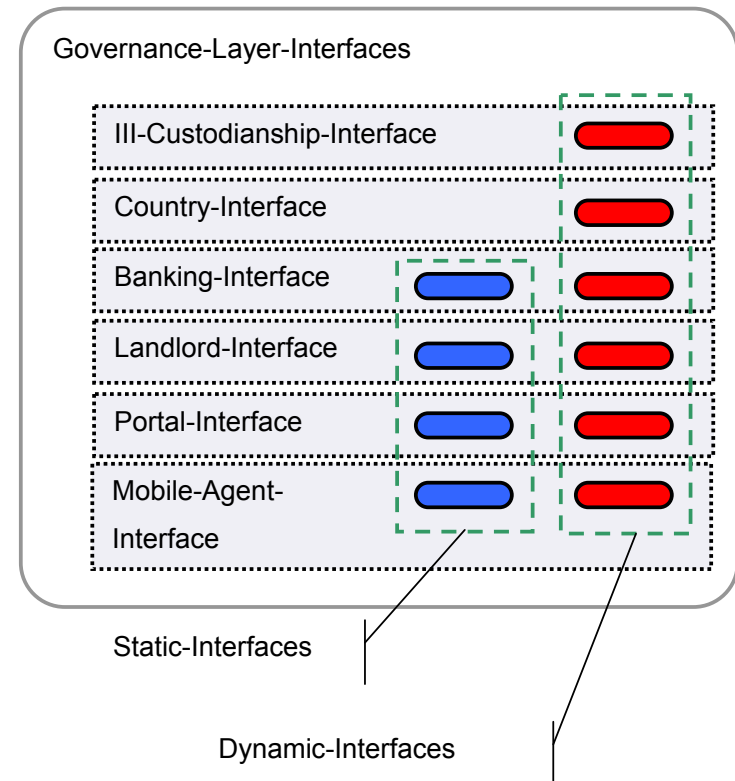 Governance-Layer-Interfaces
III-Custodianship-Interface
Country-Interface
Banking-Interface
Landlord-Interface
Portal-Interface
Mobile-Agent-
Interface
Static-Interfaces
Dynamic-Interfaces